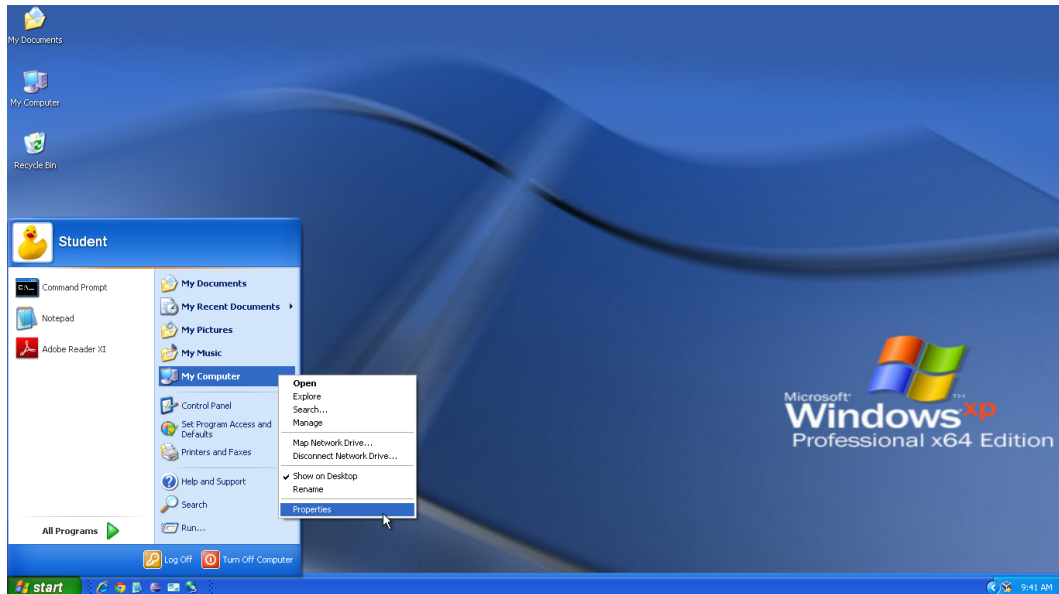 My Documents
My Computer
Recycle Bin
Student
Command Prompt
Notepad
Adobe Reader XI
All Programs
My Documents
My Recent Documents
My Pictures
My Music
My Computer
Control Panel
Set Program Access and
Defaults
Printers and Faxes
Help and Support
Search
Run...
Open
Explore
Search...
Manage
Map Network Drive...
Disconnect Network Drive...
Show on Desktop
Rename
Properties
Log Off
Turn Off Computer
Microsoft
Windows xp TM
Professional x64 Edition
start
9:41 AM